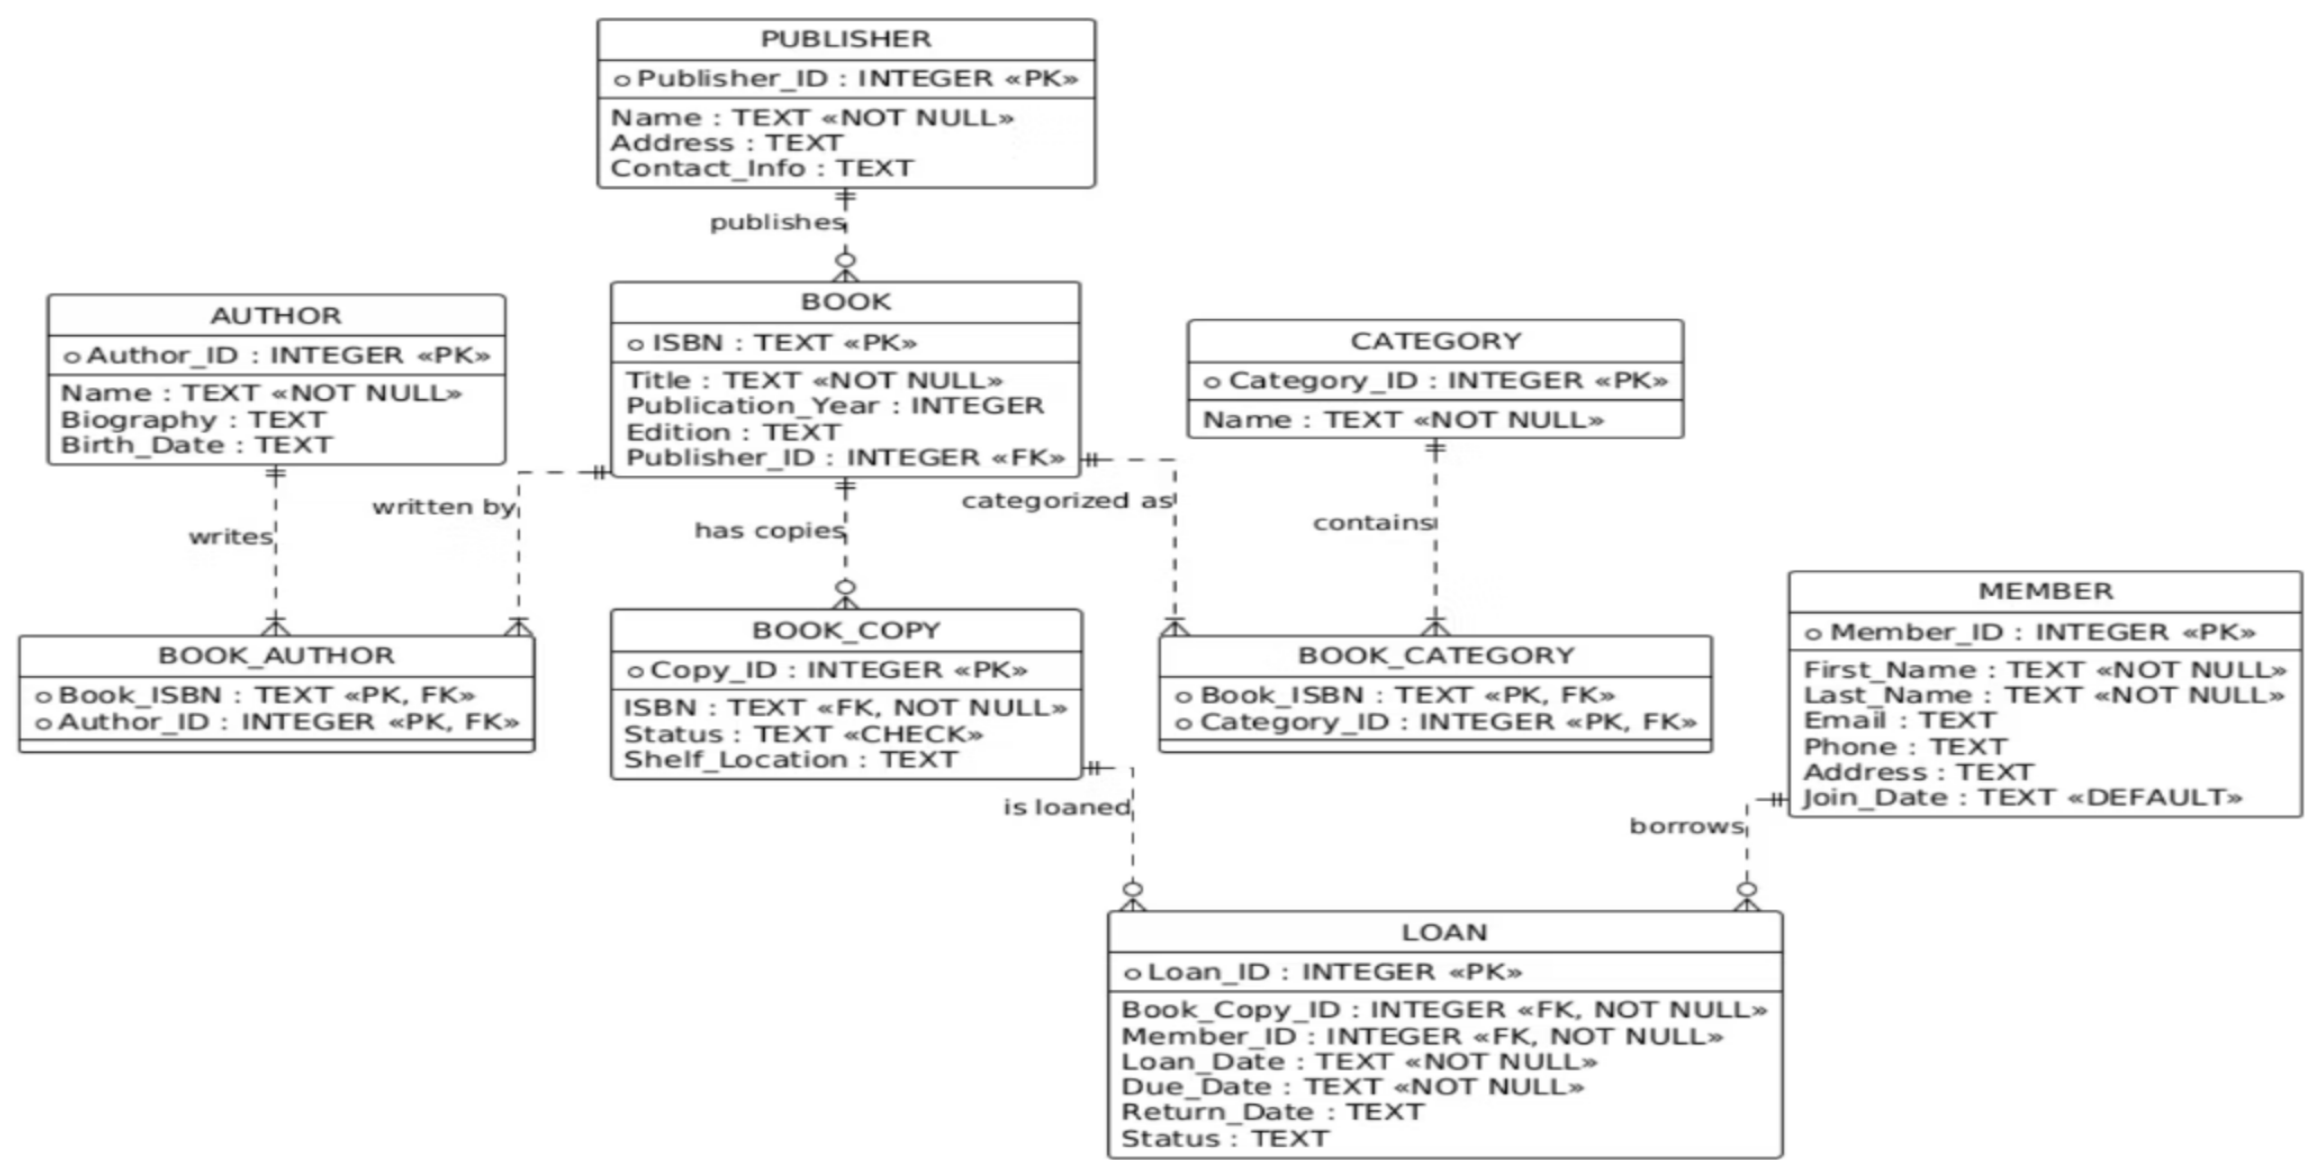 PUBLISHER
Publisher_ID : INTEGER «PK»
Name : TEXT «NOT NULL»
Address : TEXT
Contact_Info : TEXT
publishes
AUTHOR
Author_ID : INTEGER «PK»
Name : TEXT «NOT NULL»
Biography : TEXT
Birth_Date : TEXT
BOOK
ISBN : TEXT «PK»
Title : TEXT «NOT NULL»
Publication_Year : INTEGER
Edition : TEXT
Publisher_ID : INTEGER «FK»
CATEGORY
Category_ID : INTEGER «PK»
Name : TEXT «NOT NULL»
writes
written by
has copies
categorized as
contains
BOOK_AUTHOR
Book_ISBN : TEXT «PK, FK»
Author_ID : INTEGER «PK, FK»
BOOK_COPY
Copy_ID : INTEGER «PK»
ISBN : TEXT «FK, NOT NULL»
Status : TEXT «CHECK»
Shelf_Location : TEXT
BOOK_CATEGORY
Book_ISBN : TEXT «PK, FK»
Category_ID : INTEGER «PK, FK»
MEMBER
Member_ID : INTEGER «PK»
First_Name : TEXT «NOT NULL»
Last_Name : TEXT «NOT NULL»
Email : TEXT
Phone : TEXT
Address : TEXT
Join_Date : TEXT «DEFAULT»
is loaned
borrows
LOAN
Loan_ID : INTEGER «PK»
Book_Copy_ID : INTEGER «FK, NOT NULL»
Member_ID : INTEGER «FK, NOT NULL»
Loan_Date : TEXT «NOT NULL»
Due_Date : TEXT «NOT NULL»
Return_Date : TEXT
Status : TEXT